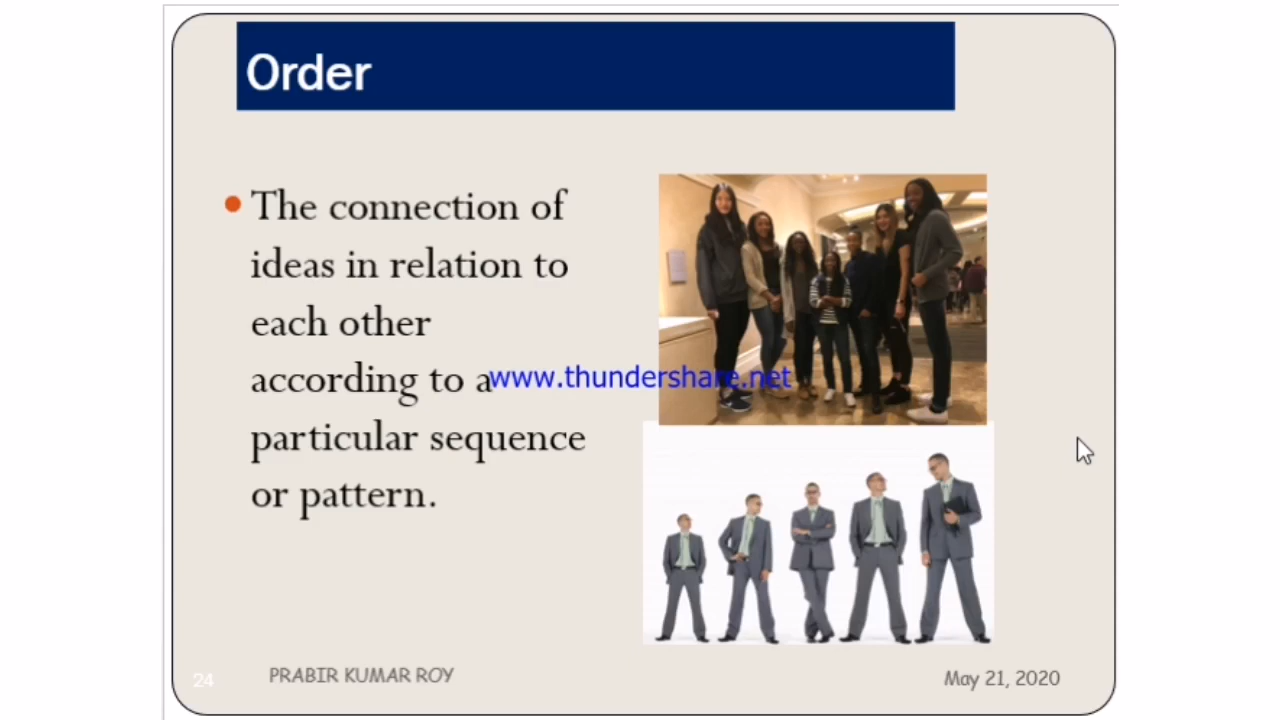 Order
The connection of
ideas in relation to
each other
according to a
www.thundershare.net
particular sequence
or pattern.
24
PRABIR KUMAR ROY
May 21, 2020